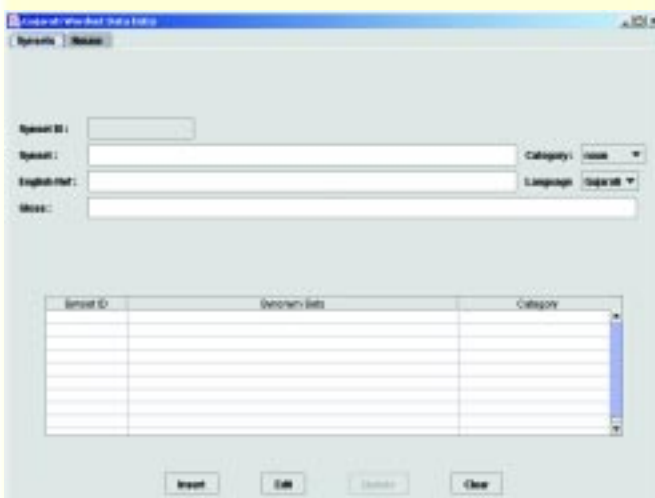 Gujarati Wordnet Data Entry
Synsets
Synset ID :
Synset : Category : noun
English Ref : Language Gujarati
Gloss :
Synset ID Synonym Sets Category
Insert Edit Update Clear